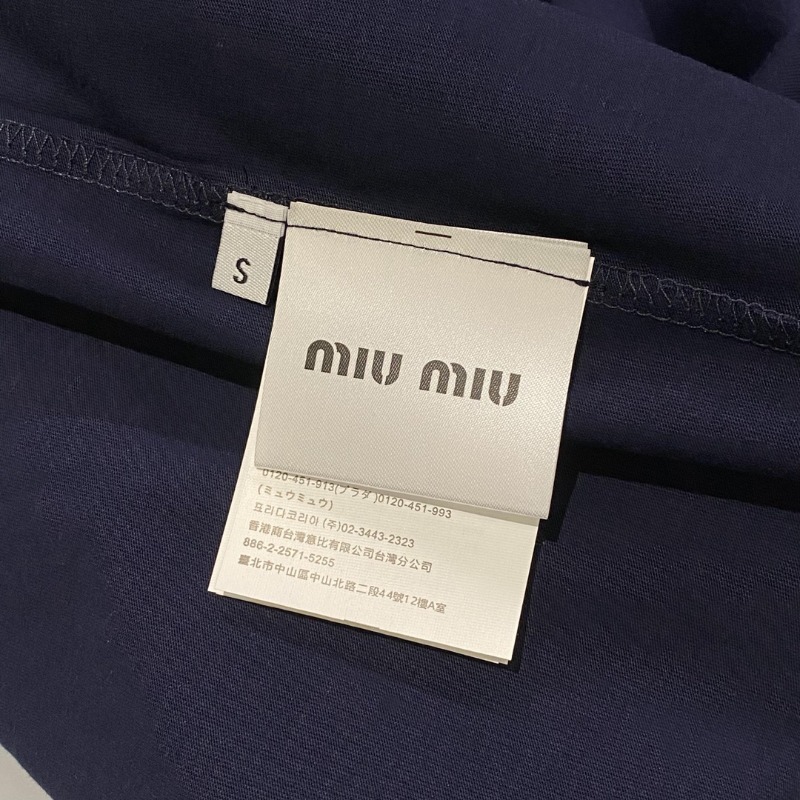 S
miu miu
0120-451-913(プラダ)0120-451-993
(ミュウミュウ)
프라다코리아 (주)02-3443-2323
香港商台灣意比有限公司台灣分公司
886-2-2571-5255
臺北市中山區中山北路二段44號12樓A室